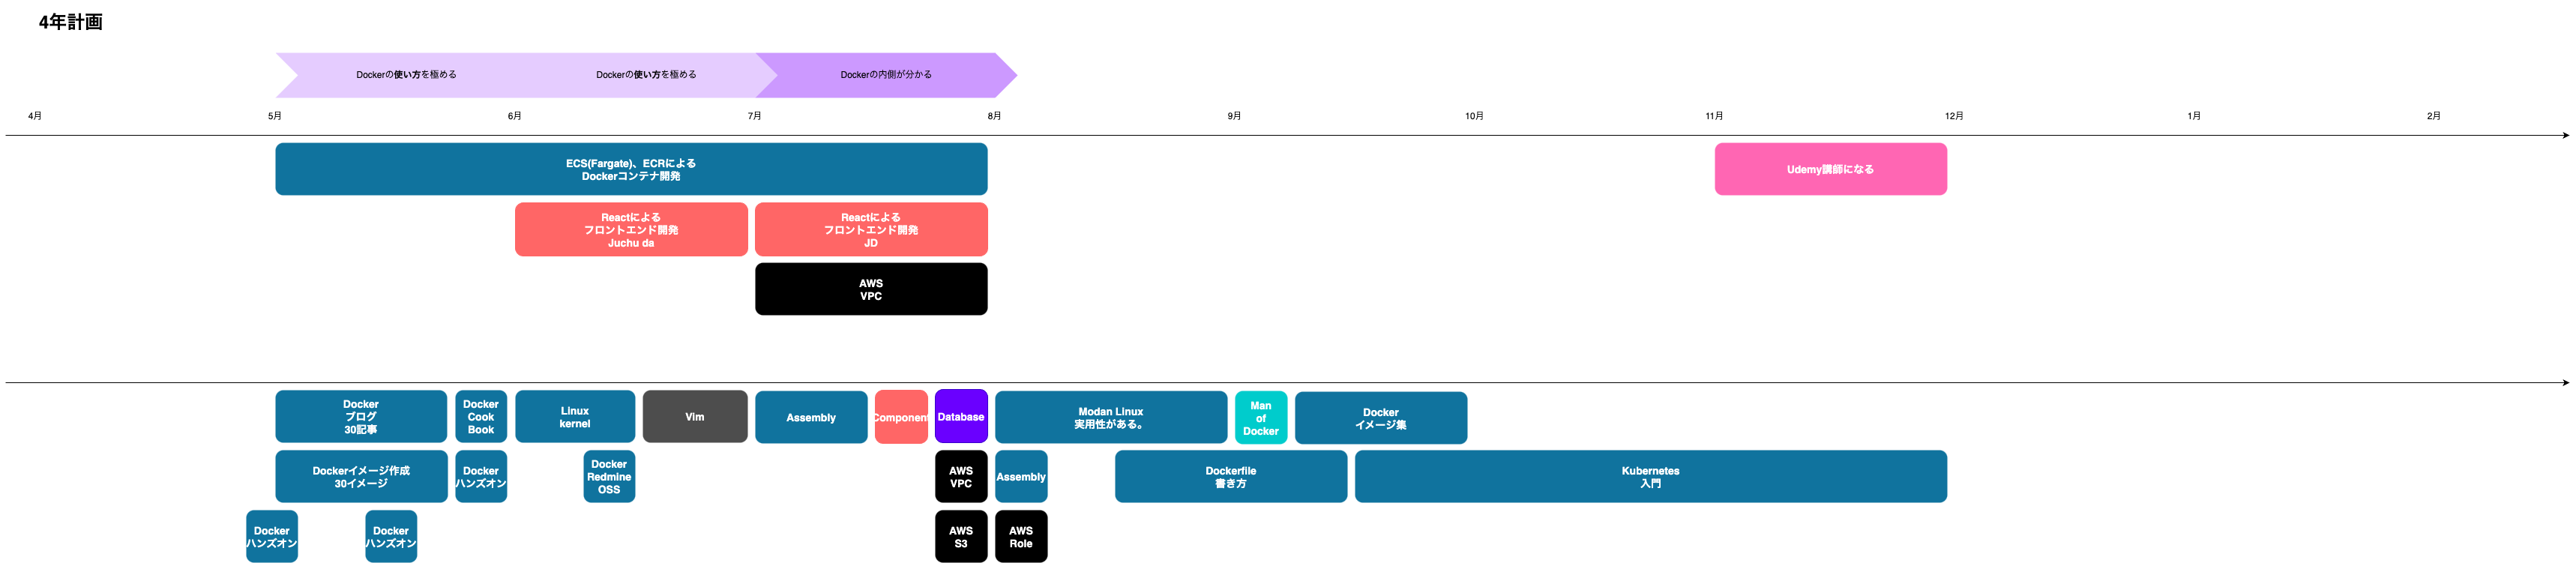 4年計画
Dockerの使い方を極める
Dockerの使い方を極める
Dockerの内側が分かる
4月
5月
6月
7月
8月
9月
10月
11月
12月
1月
2月
ECS(Fargate)、ECRによる
Dockerコンテナ開発
Udemy講師になる
Reactによる
フロントエンド開発
Juchu da
Reactによる
フロントエンド開発
JD
AWS
VPC
Docker
ブログ
30記事
Docker
Cook
Book
Linux
kernel
Vim
Assembly
Component
Database
Modan Linux
実用性がある。
Man
of
Docker
Docker
イメージ集
Dockerイメージ作成
30イメージ
Docker
ハンズオン
Docker
Redmine
OSS
AWS
VPC
Assembly
Dockerfile
書き方
Kubernetes
入門
Docker
ハンズオン
Docker
ハンズオン
AWS
S3
AWS
Role